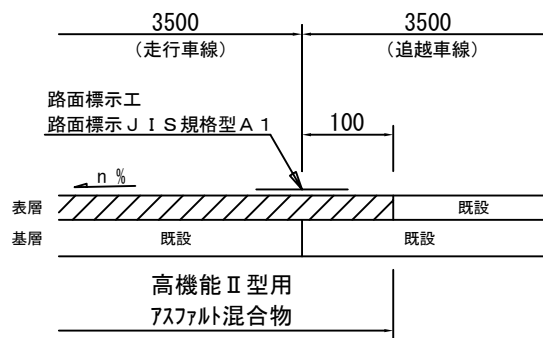 3500
3500
(走行車線)
(追越車線)
路面標示工
路面標示ＪＩＳ規格型Ａ１
100
n %
表層
既設
基層
既設
既設
高機能Ⅱ型用
ｱｽﾌｧﾙﾄ混合物